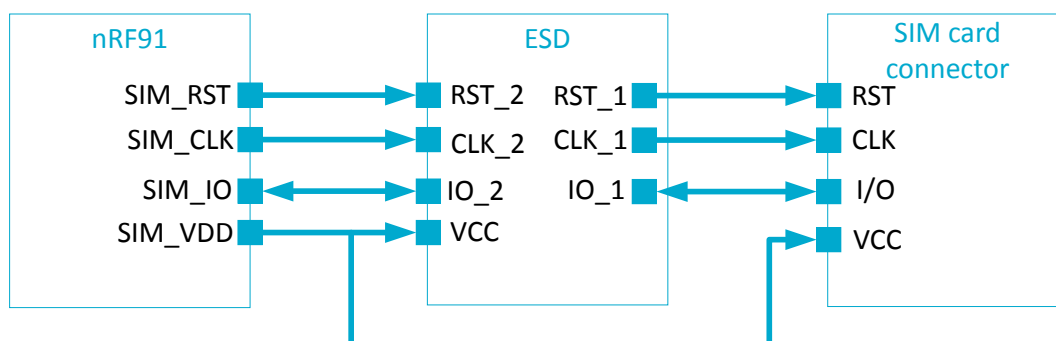 nRF91
SIM_RST
SIM_CLK
SIM_IO
SIM_VDD
ESD
RST_2
CLK_2
IO_2
VCC
RST_1
CLK_1
IO_1
SIM card
connector
RST
CLK
I/O
VCC